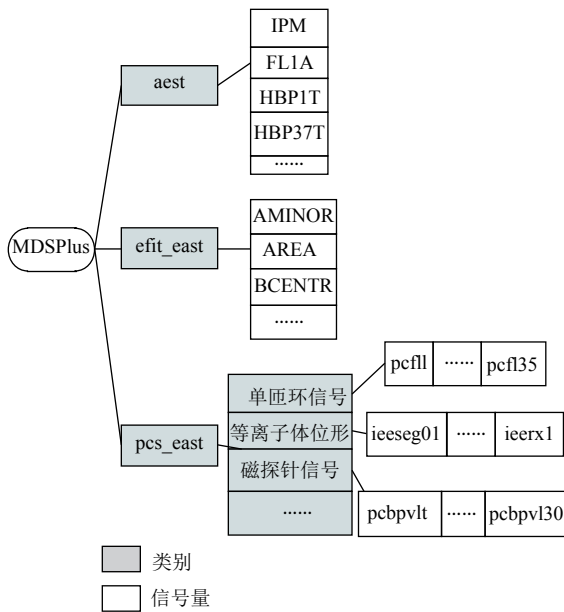 IPM
FL1A
aest
HBP1T
HBP37T
······
AMINOR
MDSPlus
efit_east
AREA
BCENTR
······
pcfll
······
pcfl35
单匝环信号
等离子体位形
ieeseg01
······
ieerx1
pcs_east
磁探针信号
······
pcbpvlt
······
pcbpvl30
类别
信号量